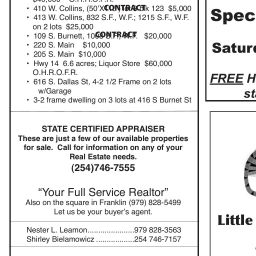 • 410 W. Collins, (50' CONTRACT 123 $5,000
• 413 W. Collins, 832 S.F., W.F.; 1215 S.F., W.F.
on 2 lots $25,000
• 109 S. Burnett, CONTRACT $20,000
• 220 S. Main $10,000
• 205 S. Main $10,000
• Hwy 14 6.6 acres; Liquor Store $60,000
O.H.R.O.F.R.
• 616 S. Dallas St, 4-2 1/2 Frame on 2 lots
w/Garage
• 3-2 frame dwelling on 3 lots at 416 S Burnet St
STATE CERTIFIED APPRAISER
These are just a few of our available properties
for sale. Call for information on any of your
Real Estate needs.
(254)746-7555
"Your Full Service Realtor"
Also on the square in Franklin (979) 828-5499
Let us be your buyer's agent.
Nester L. Leamon.......................979 828-3563
Shirley Bielamowicz ..................254 746-7157
Spec
Saturd
FREE H
sta
Little